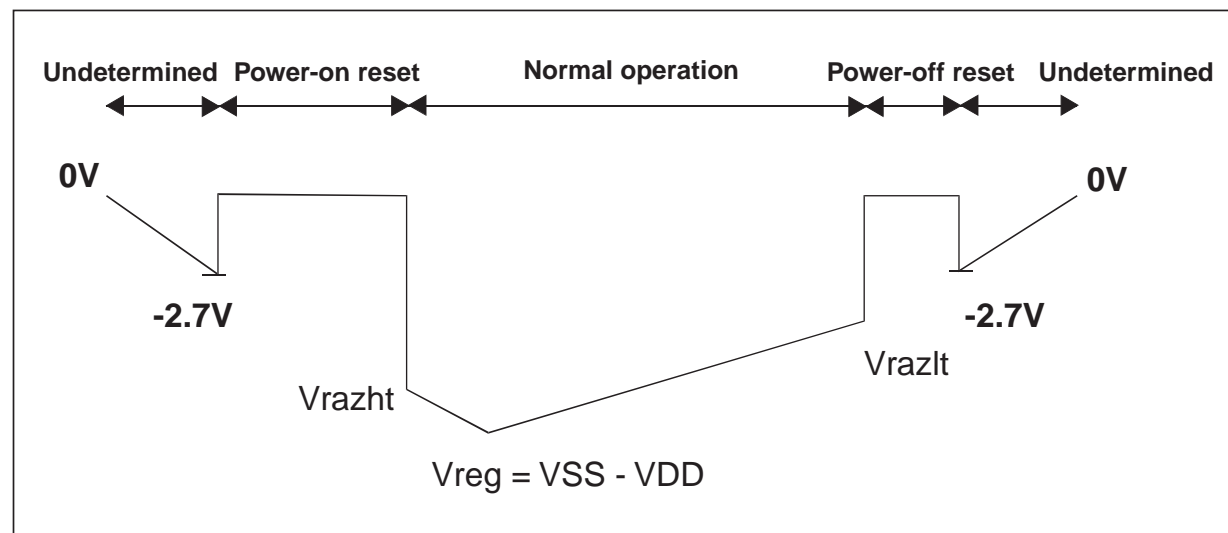 Undetermined Power-on reset Normal operation Power-off reset Undetermined
0V 0V
-2.7V -2.7V
Vrazht Vrazlt
Vreg = VSS - VDD